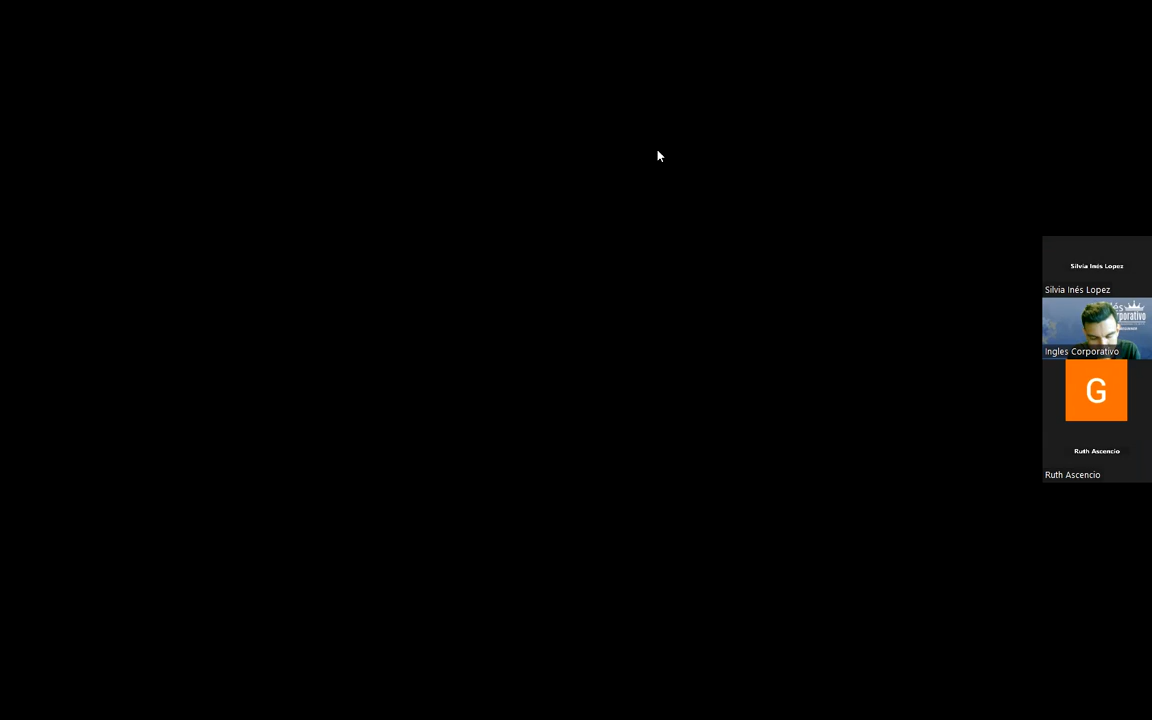 Silvia Inés Lopez
Silvia Inés Lopez
Ingles Corporativo
G
Ruth Ascencio
Ruth Ascencio